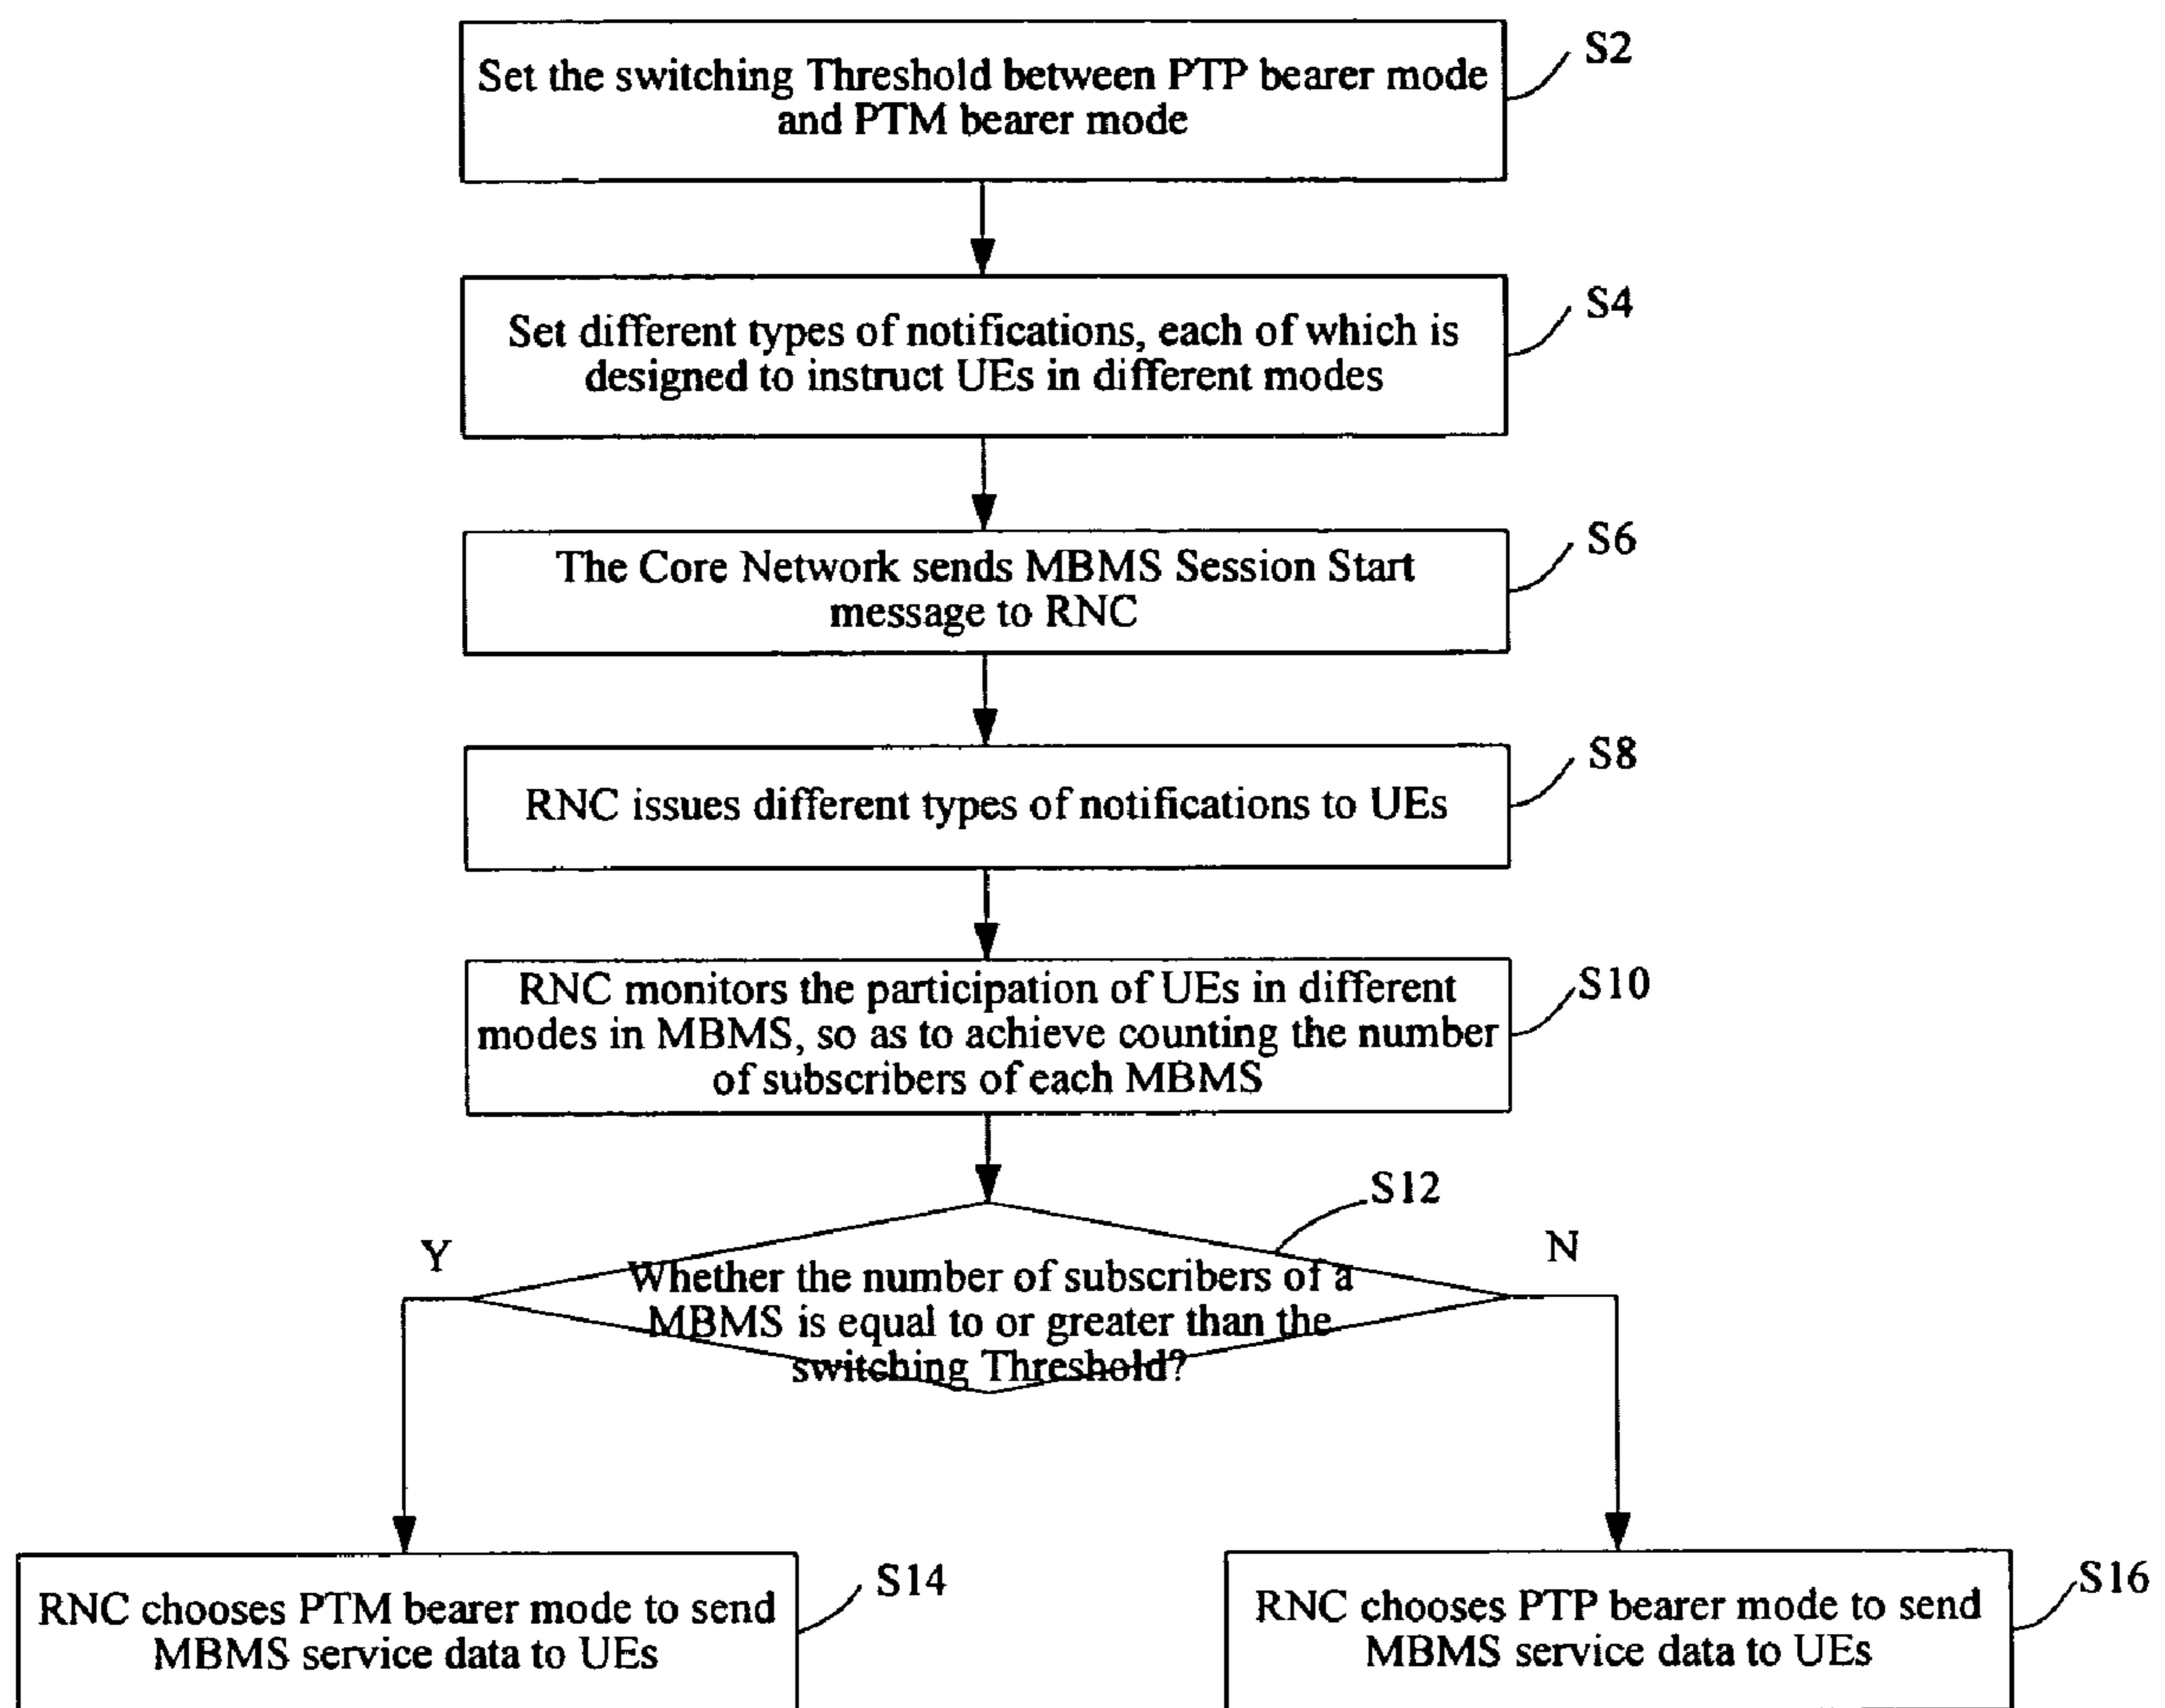 Set the switching Threshold between PTP bearer mode
and PTM bearer mode
S2
Set different types of notifications, each of which is
designed to instruct UEs in different modes
S4
The Core Network sends MBMS Session Start
message to RNC
S6
RNC issues different types of notifications to UEs
S8
RNC monitors the participation of UEs in different
modes in MBMS, so as to achieve counting the number
of subscribers of each MBMS
S10
S12
Y
N
Whether the number of subscribers of a
MBMS is equal to or greater than the
switching Threshold?
RNC chooses PTM bearer mode to send
MBMS service data to UEs
S14
RNC chooses PTP bearer mode to send
MBMS service data to UEs
S16